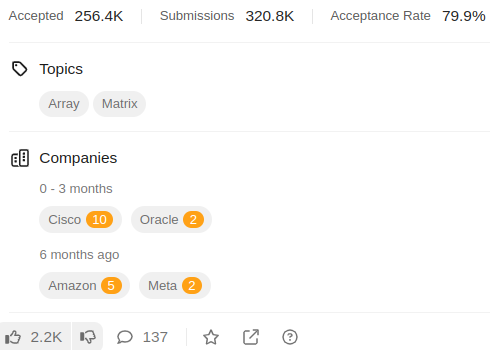 Accepted 256.4K Submissions 320.8K Acceptance Rate 79.9%
Topics
Array Matrix
Companies
0 - 3 months
Cisco 10 Oracle 2
6 months ago
Amazon 5 Meta 2
2.2K 137